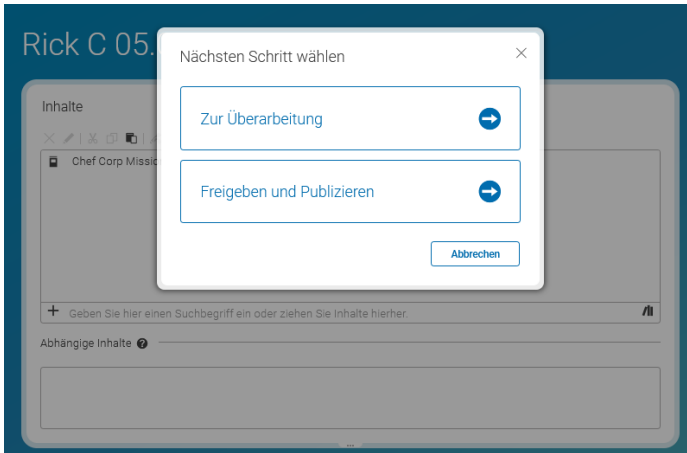 Rick C 05.
Nächsten Schritt wählen
Inhalte
Zur Überarbeitung
Chef Corp
Freigeben und Publizieren
Abbrechen
Geben Sie hier einen Suchbegriff ein oder ziehen Sie Inhalte hierher.
Abhängige Inhalte